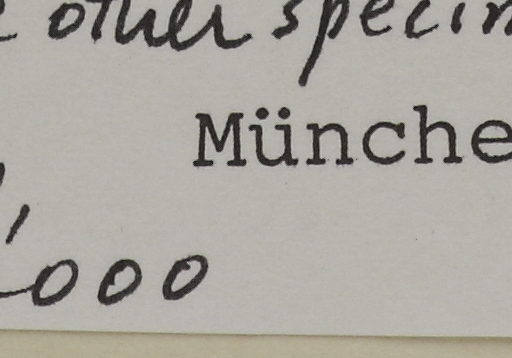 other specim
Münche
,000